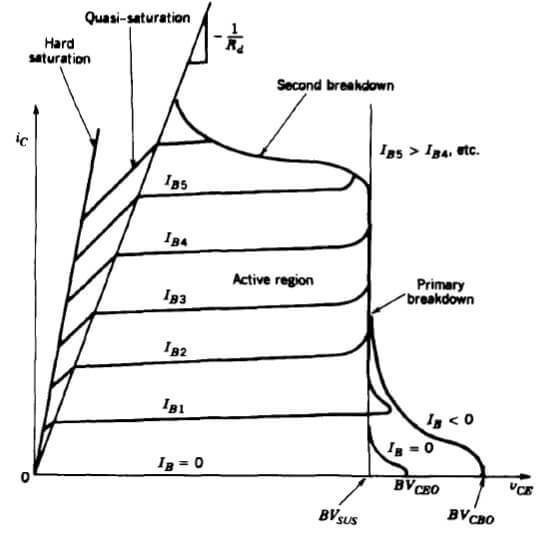 Quasi-saturation
Hard
saturation
- 1
R_d
Second breakdown
i_C
I_B5 > I_B4, etc.
I_B5
I_B4
Active region
Primary
breakdown
I_B3
I_B2
I_B1
I_B < 0
I_B = 0
I_B = 0
0
BV_CEO
v_CE
BV_SUS
BV_CBO